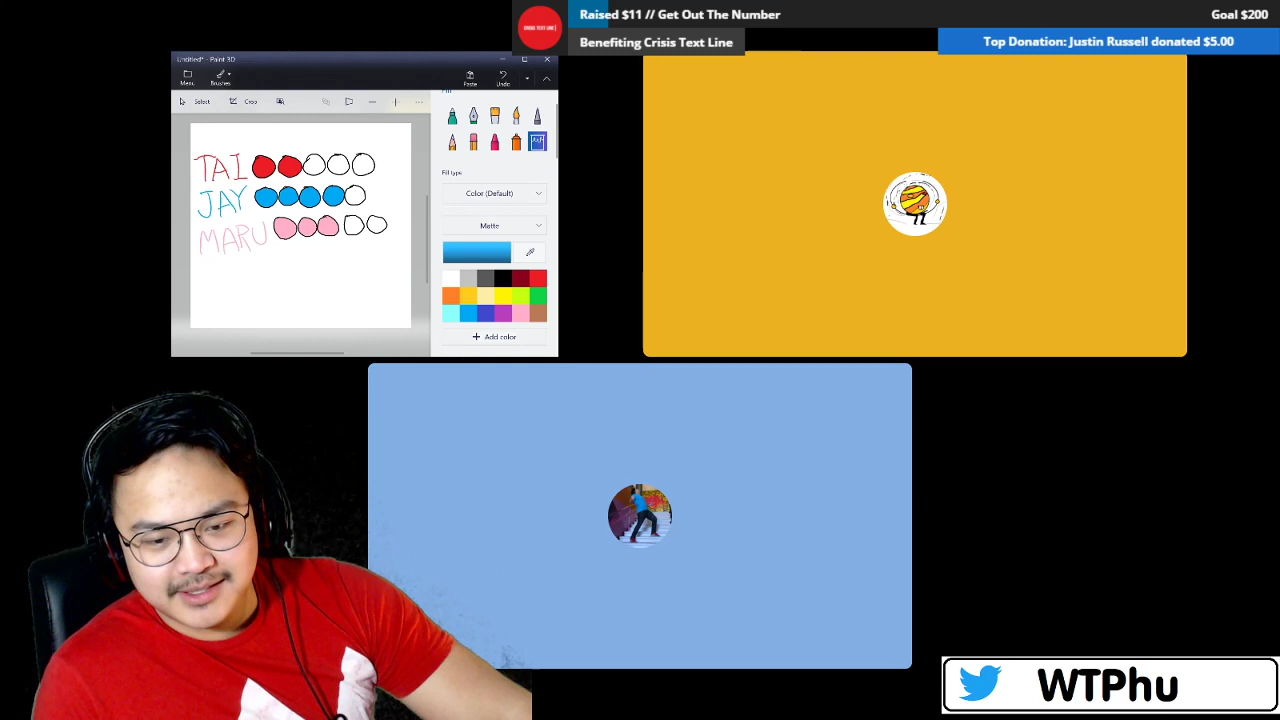 Raised $11 // Get Out The Number
Goal $200
Benefiting Crisis Text Line
Top Donation: Justin Russell donated $5.00
Untitled* - Paint 3D
Menu
Brushes
Paste
Undo
Select
Crop
Fill
TAI
JAY
MARU
Fill type
Color (Default)
Matte
+ Add color
WTPhu